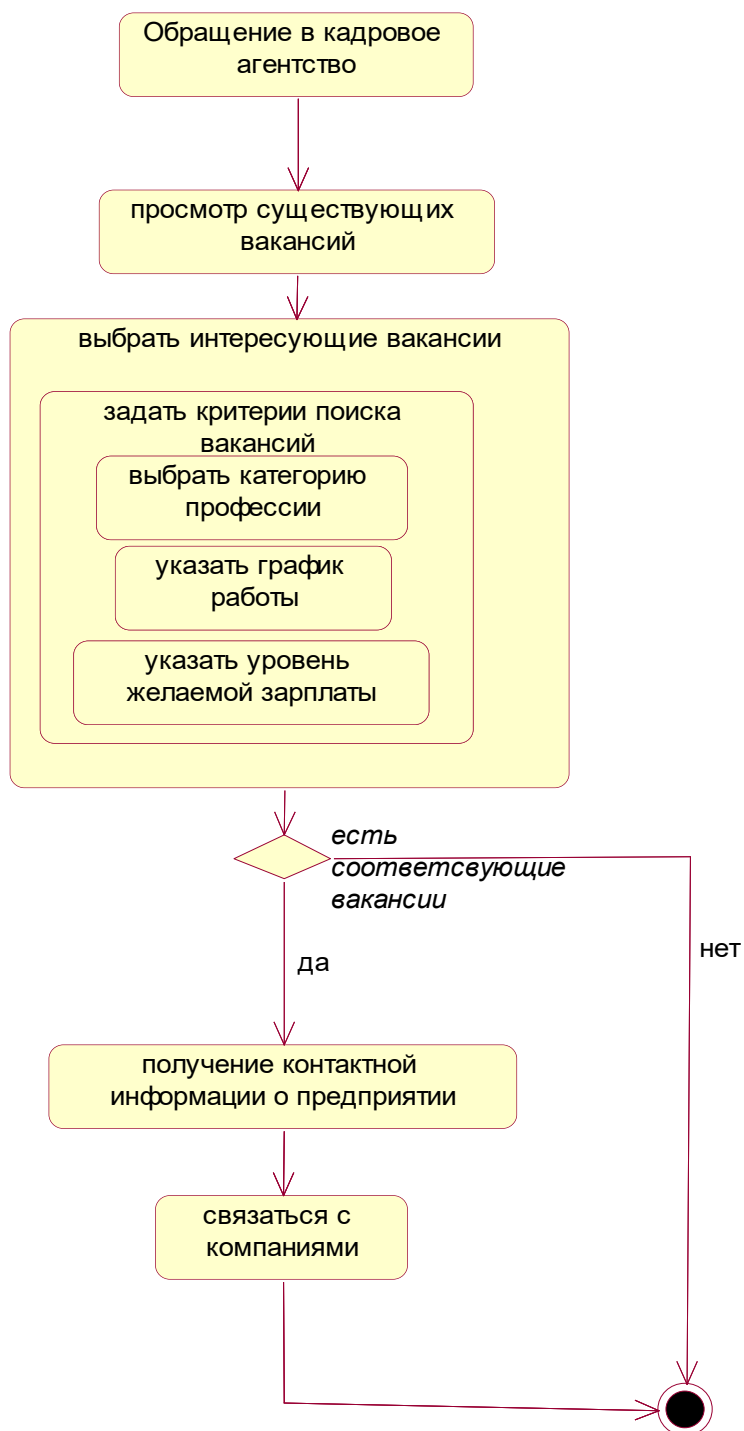 Обращение в кадровое
агентство
просмотр существующих
вакансий
выбрать интересующие вакансии
задать критерии поиска
вакансий
выбрать категорию
профессии
указать график
работы
указать уровень
желаемой зарплаты
есть
соответсвующие
вакансии
нет
да
получение контактной
информации о предприятии
связаться с
компаниями